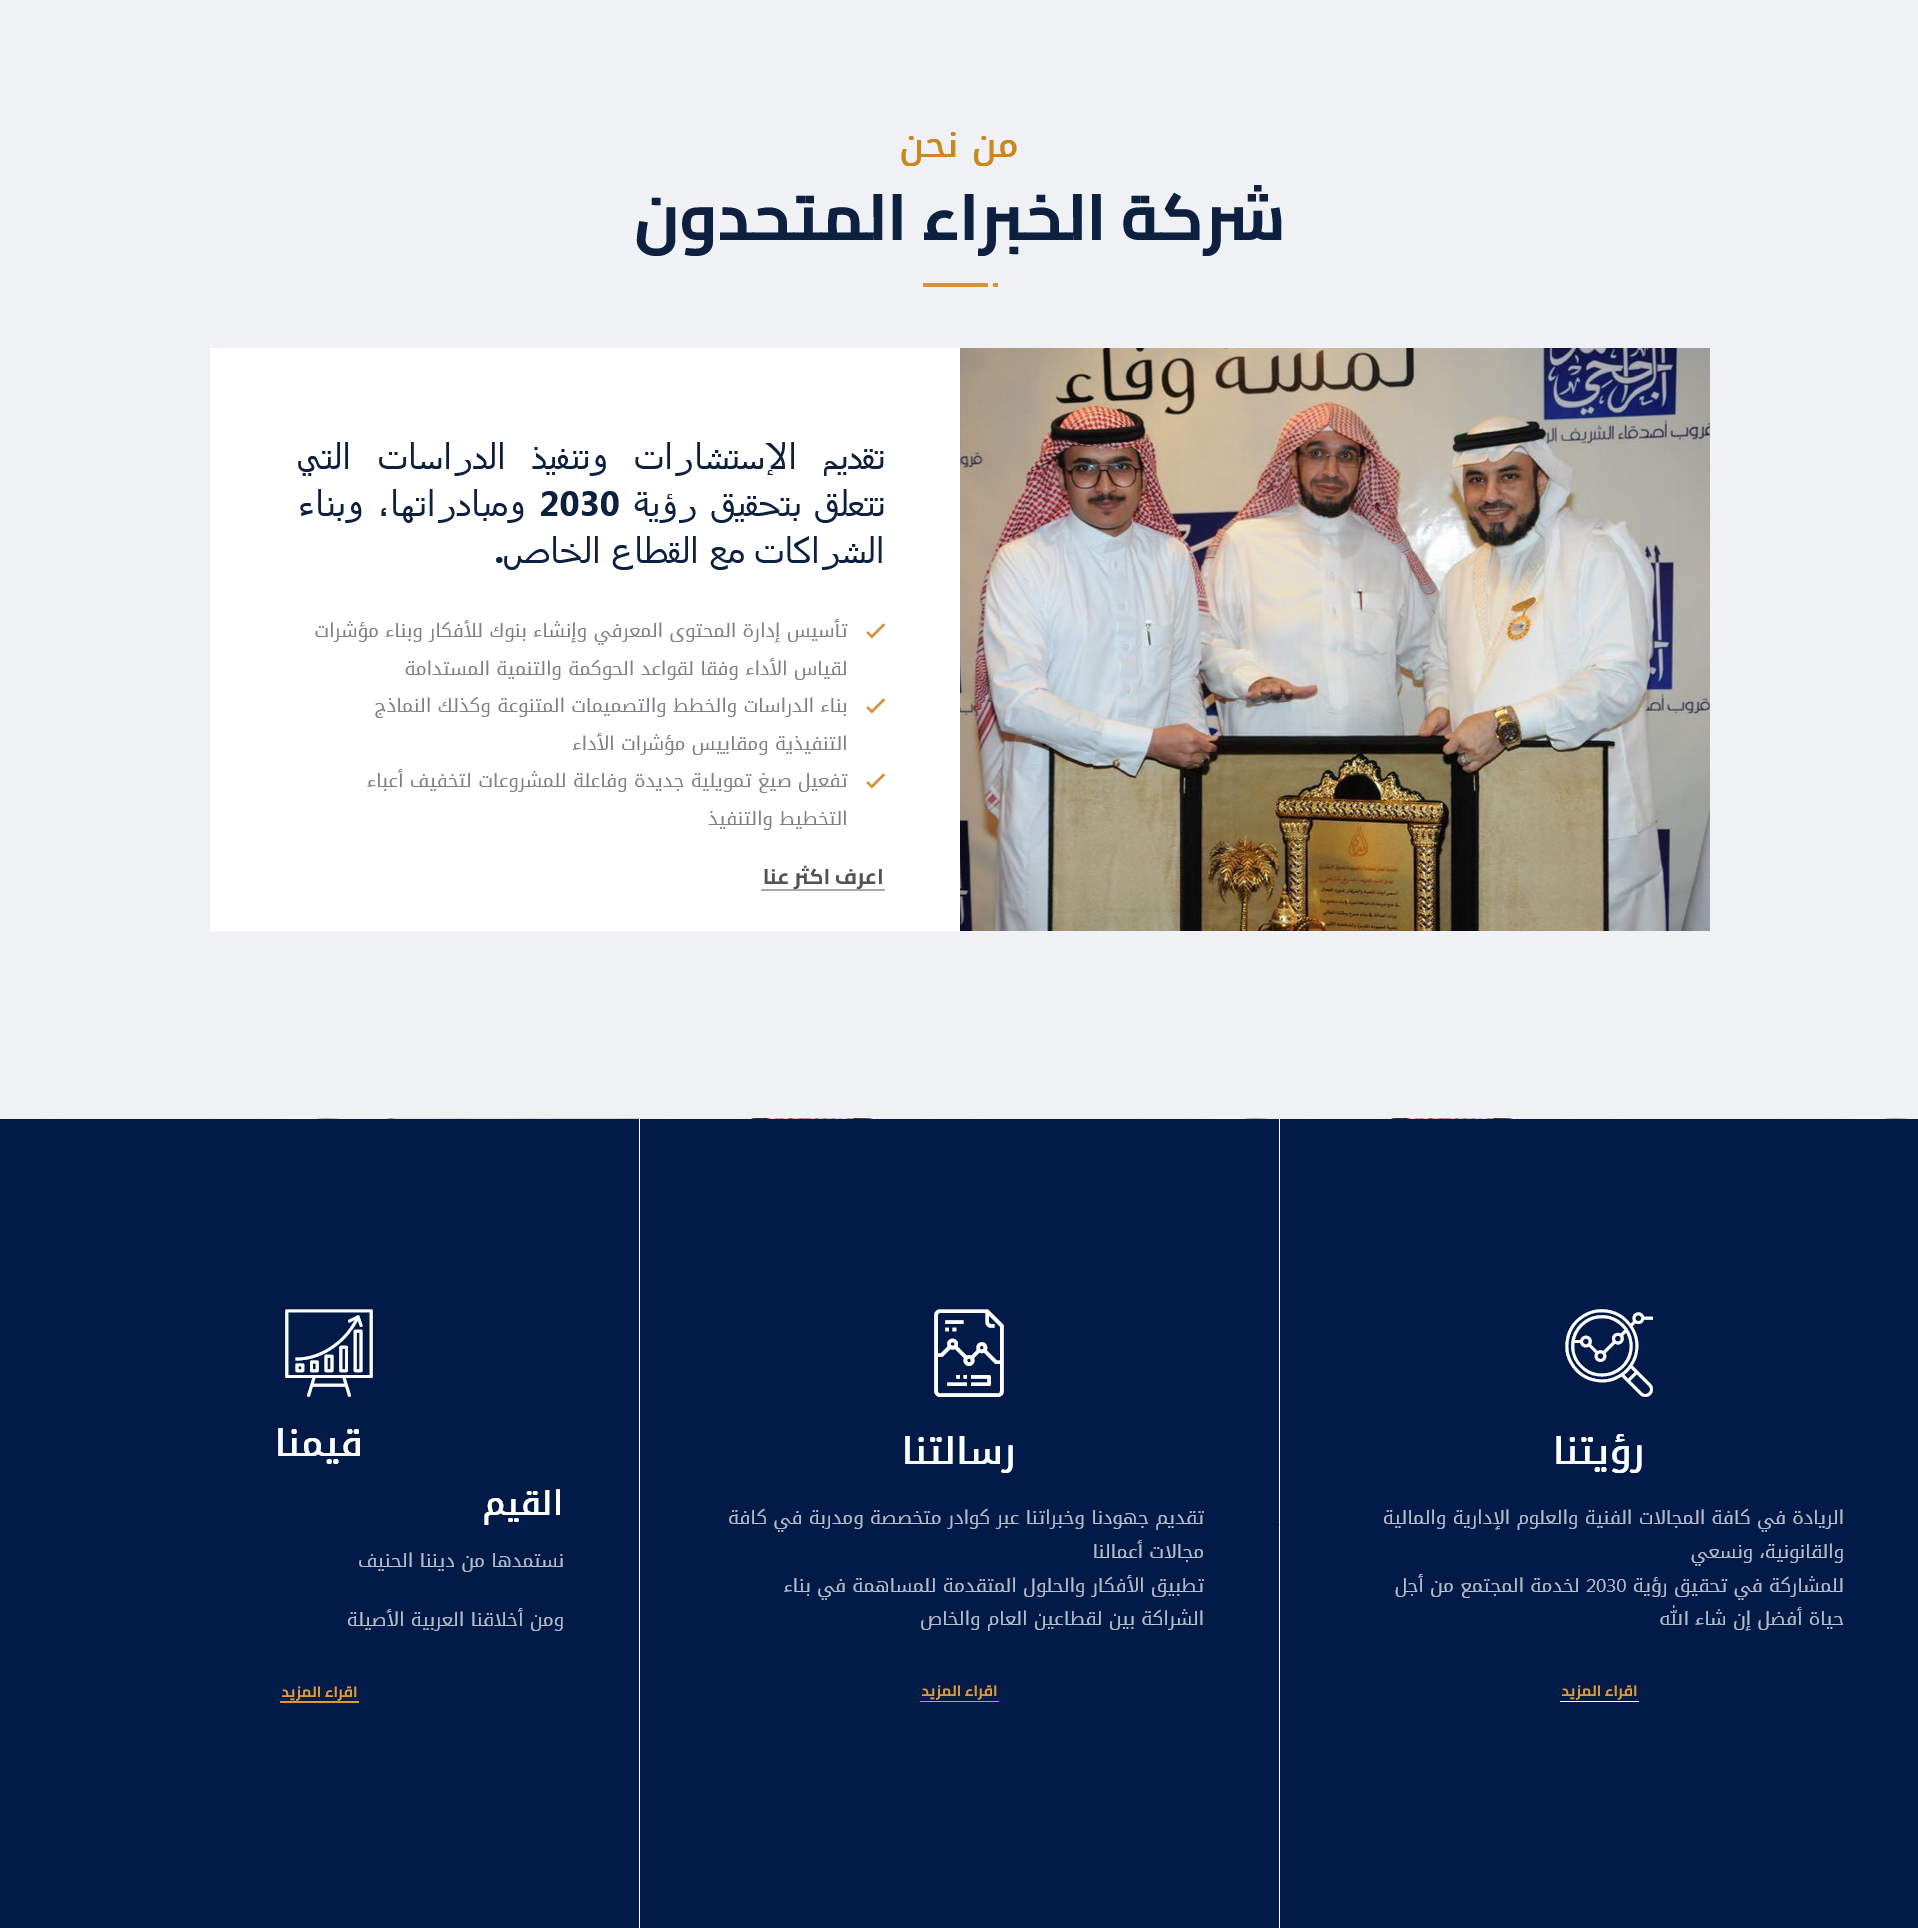 من نحن
شركة الخبراء المتحدون
لمسة وفاء
الراجحي
قروب أصدقاء الشريف الر
قرو
تقديم الإستشارات وتنفيذ الدراسات التي
تتعلق بتحقيق رؤية 2030 ومبادراتها، وبناء
الشراكات مع القطاع الخاص.
تأسيس إدارة المحتوى المعرفي وإنشاء بنوك للأفكار وبناء مؤشرات
لقياس الأداء وفقا لقواعد الحوكمة والتنمية المستدامة
بناء الدراسات والخطط والتصميمات المتنوعة وكذلك النماذج
التنفيذية ومقاييس مؤشرات الأداء
تفعيل صيغ تمويلية جديدة وفاعلة للمشروعات لتخفيف أعباء
التخطيط والتنفيذ
اعرف اكثر عنا
قروب أصد
رؤيتنا
الريادة في كافة المجالات الفنية والعلوم الإدارية والمالية
والقانونية، ونسعي
للمشاركة في تحقيق رؤية 2030 لخدمة المجتمع من أجل
حياة أفضل إن شاء الله
اقراء المزيد
رسالتنا
تقديم جهودنا وخبراتنا عبر كوادر متخصصة ومدربة في كافة
مجالات أعمالنا
تطبيق الأفكار والحلول المتقدمة للمساهمة في بناء
الشراكة بين لقطاعين العام والخاص
اقراء المزيد
قيمنا
القيم
نستمدها من ديننا الحنيف
ومن أخلاقنا العربية الأصيلة
اقراء المزيد